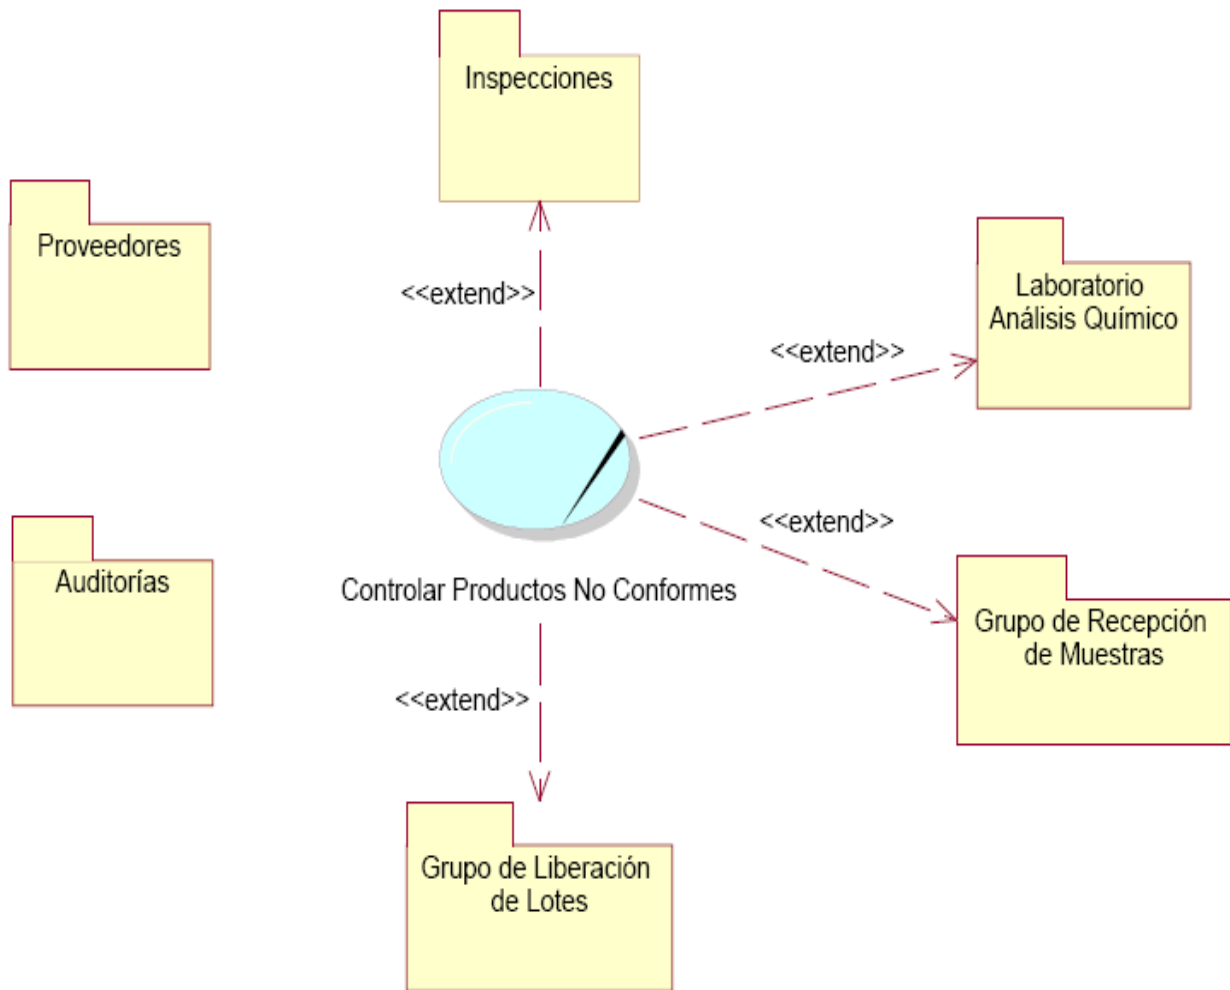 Inspecciones
Proveedores
<<extend>>
Laboratorio
Análisis Químico
<<extend>>
<<extend>>
Auditorías
Controlar Productos No Conformes
Grupo de Recepción
de Muestras
<<extend>>
Grupo de Liberación
de Lotes